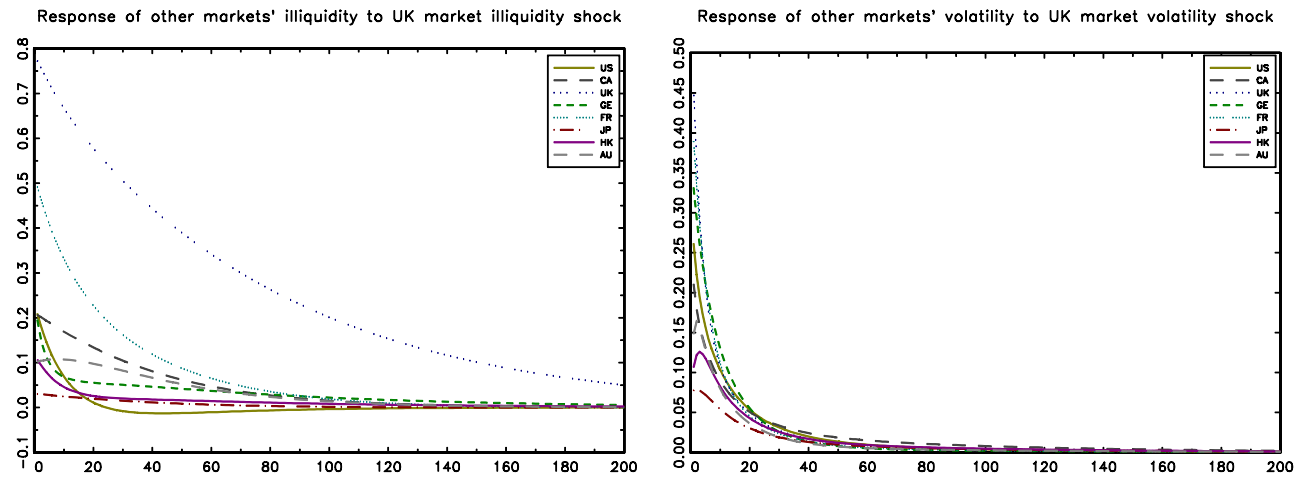 Response of other markets' illiquidity to UK market illiquidity shock
0.8
0.7
0.6
0.5
0.4
0.3
0.2
0.1
0.0
-0.1
0 20 40 60 80 100 120 140 160 180 200
US
CA
UK
GE
FR
JP
HK
AU
Response of other markets' volatility to UK market volatility shock
0.50
0.45
0.40
0.35
0.30
0.25
0.20
0.15
0.10
0.05
0.00
0 20 40 60 80 100 120 140 160 180 200
US
CA
UK
GE
FR
JP
HK
AU